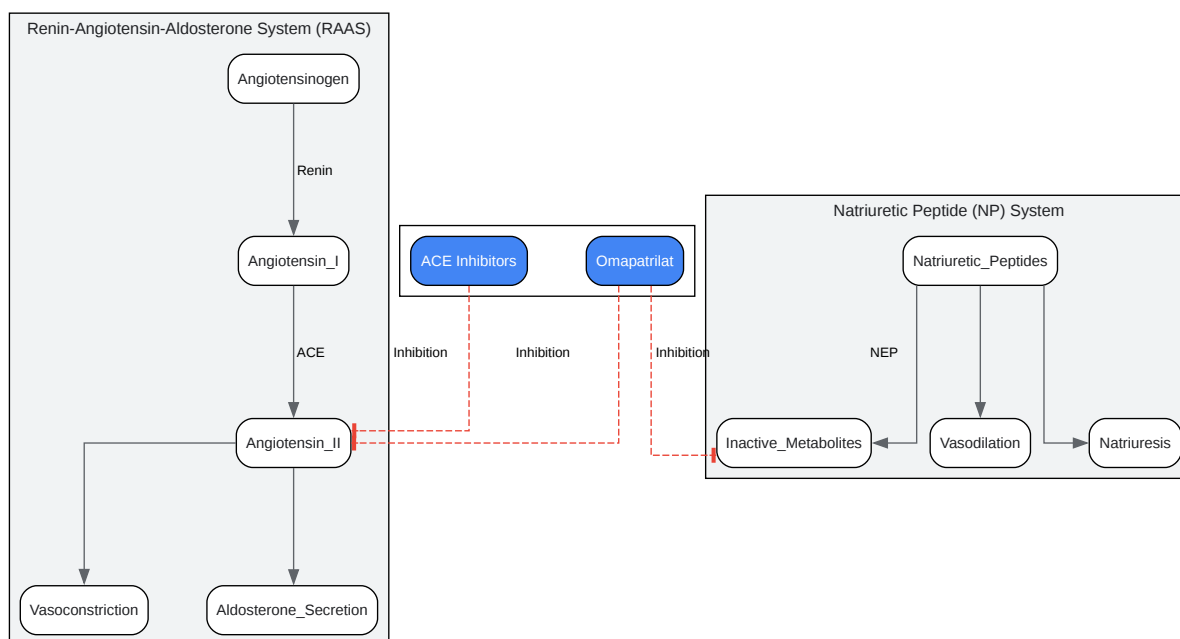 Renin-Angiotensin-Aldosterone System (RAAS)
Angiotensinogen
Renin
Angiotensin_I
ACE
Angiotensin_II
Vasoconstriction
Aldosterone_Secretion
ACE Inhibitors
Omapatrilat
Inhibition
Inhibition
Inhibition
Natriuretic Peptide (NP) System
Natriuretic_Peptides
NEP
Inactive_Metabolites
Vasodilation
Natriuresis